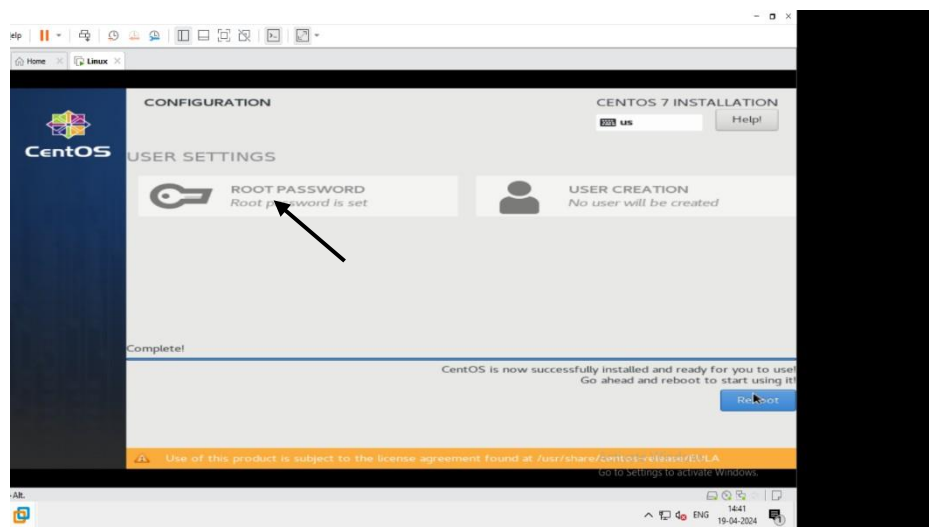 elp
Home
Linux
CONFIGURATION
CENTOS 7 INSTALLATION
us
Help!
CentOS
USER SETTINGS
ROOT PASSWORD
Root password is set
USER CREATION
No user will be created
Complete!
CentOS is now successfully installed and ready for you to use!
Go ahead and reboot to start using it!
Reboot
Use of this product is subject to the license agreement found at /usr/share/
Go to Settings to activate Windows.
-Alt.
ENG
14:41
19-04-2024
1